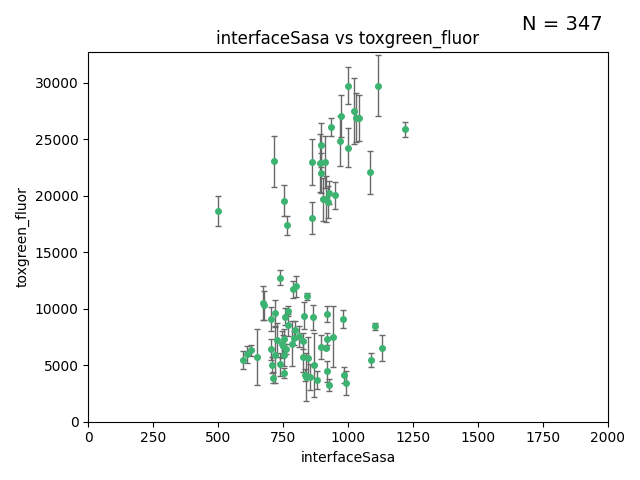 N = 347
interfaceSasa vs toxgreen_fluor
30000
25000
20000
15000
10000
5000
0
toxgreen_fluor
0 250 500 750 1000 1250 1500 1750 2000
interfaceSasa